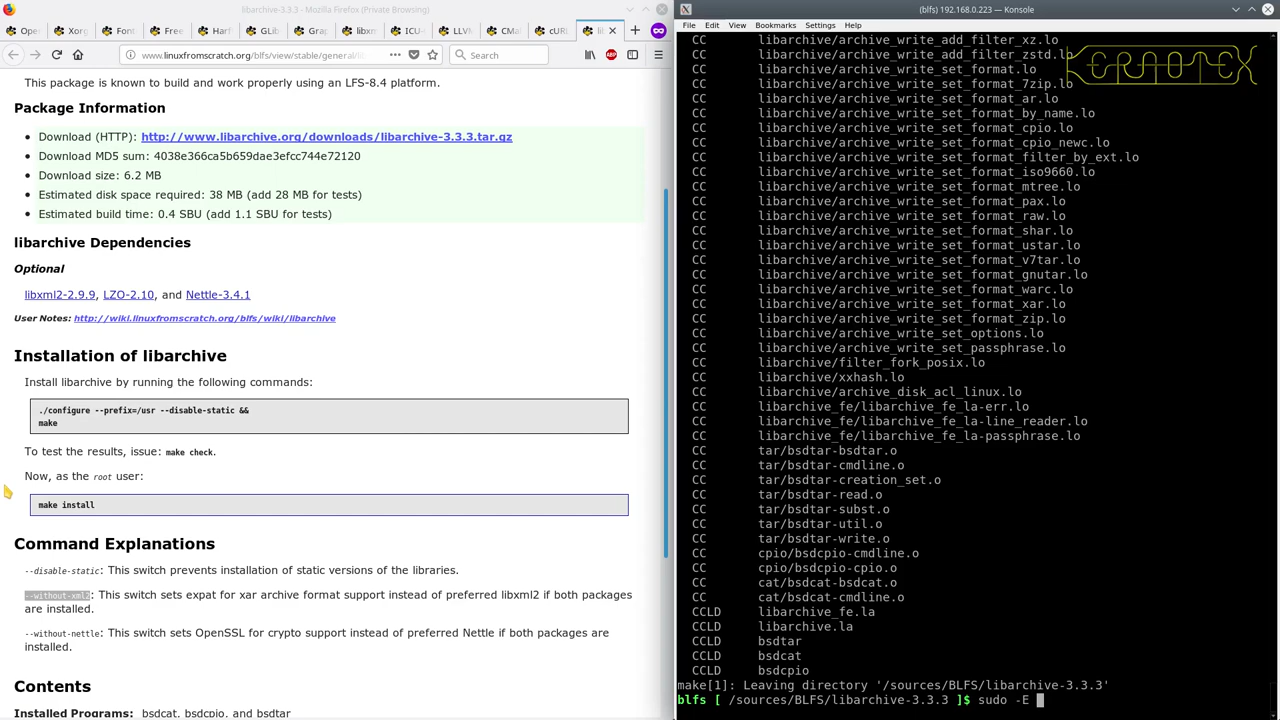 libarchive-3.3.3 - Mozilla Firefox (Private Browsing)
Open Xorg Font Free Harf GLib Grap libxn ICU- LLVM CMal cURL lib
www.linuxfromscratch.org/blfs/view/stable/general/lib
Search
This package is known to build and work properly using an LFS-8.4 platform.
Package Information
Download (HTTP): http://www.libarchive.org/downloads/libarchive-3.3.3.tar.gz
Download MD5 sum: 4038e366ca5b659dae3efcc744e72120
Download size: 6.2 MB
Estimated disk space required: 38 MB (add 28 MB for tests)
Estimated build time: 0.4 SBU (add 1.1 SBU for tests)
libarchive Dependencies
Optional
libxml2-2.9.9, LZO-2.10, and Nettle-3.4.1
User Notes: http://wiki.linuxfromscratch.org/blfs/wiki/libarchive
Installation of libarchive
Install libarchive by running the following commands:
./configure --prefix=/usr --disable-static &&
make
To test the results, issue: make check.
Now, as the root user:
make install
Command Explanations
--disable-static: This switch prevents installation of static versions of the libraries.
--without-xml2: This switch sets expat for xar archive format support instead of preferred libxml2 if both packages
are installed.
--without-nettle: This switch sets OpenSSL for crypto support instead of preferred Nettle if both packages are
installed.
Contents
Installed Programs: bsdcat, bsdcpio, and bsdtar
(blfs) 192.168.0.223 — Konsole
File Edit View Bookmarks Settings Help
ERAOTEX
CC libarchive/archive_write_add_filter_xz.lo
CC libarchive/archive_write_add_filter_zstd.lo
CC libarchive/archive_write_set_format.lo
CC libarchive/archive_write_set_format_7zip.lo
CC libarchive/archive_write_set_format_ar.lo
CC libarchive/archive_write_set_format_by_name.lo
CC libarchive/archive_write_set_format_cpio.lo
CC libarchive/archive_write_set_format_cpio_newc.lo
CC libarchive/archive_write_set_format_filter_by_ext.lo
CC libarchive/archive_write_set_format_iso9660.lo
CC libarchive/archive_write_set_format_mtree.lo
CC libarchive/archive_write_set_format_pax.lo
CC libarchive/archive_write_set_format_raw.lo
CC libarchive/archive_write_set_format_shar.lo
CC libarchive/archive_write_set_format_ustar.lo
CC libarchive/archive_write_set_format_v7tar.lo
CC libarchive/archive_write_set_format_gnutar.lo
CC libarchive/archive_write_set_format_warc.lo
CC libarchive/archive_write_set_format_xar.lo
CC libarchive/archive_write_set_format_zip.lo
CC libarchive/archive_write_set_options.lo
CC libarchive/archive_write_set_passphrase.lo
CC libarchive/filter_fork_posix.lo
CC libarchive/xxhash.lo
CC libarchive/archive_disk_acl_linux.lo
CC libarchive_fe/libarchive_fe_la-err.lo
CC libarchive_fe/libarchive_fe_la-line_reader.lo
CC libarchive_fe/libarchive_fe_la-passphrase.lo
CC tar/bsdtar-bsdtar.o
CC tar/bsdtar-cmdline.o
CC tar/bsdtar-creation_set.o
CC tar/bsdtar-read.o
CC tar/bsdtar-subst.o
CC tar/bsdtar-util.o
CC tar/bsdtar-write.o
CC cpio/bsdcpio-cmdline.o
CC cpio/bsdcpio-cpio.o
CC cat/bsdcat-bsdcat.o
CC cat/bsdcat-cmdline.o
CCLD libarchive_fe.la
CCLD libarchive.la
CCLD bsdtar
CCLD bsdcat
CCLD bsdcpio
make[1]: Leaving directory '/sources/BLFS/libarchive-3.3.3'
blfs [ /sources/BLFS/libarchive-3.3.3 ]$ sudo -E